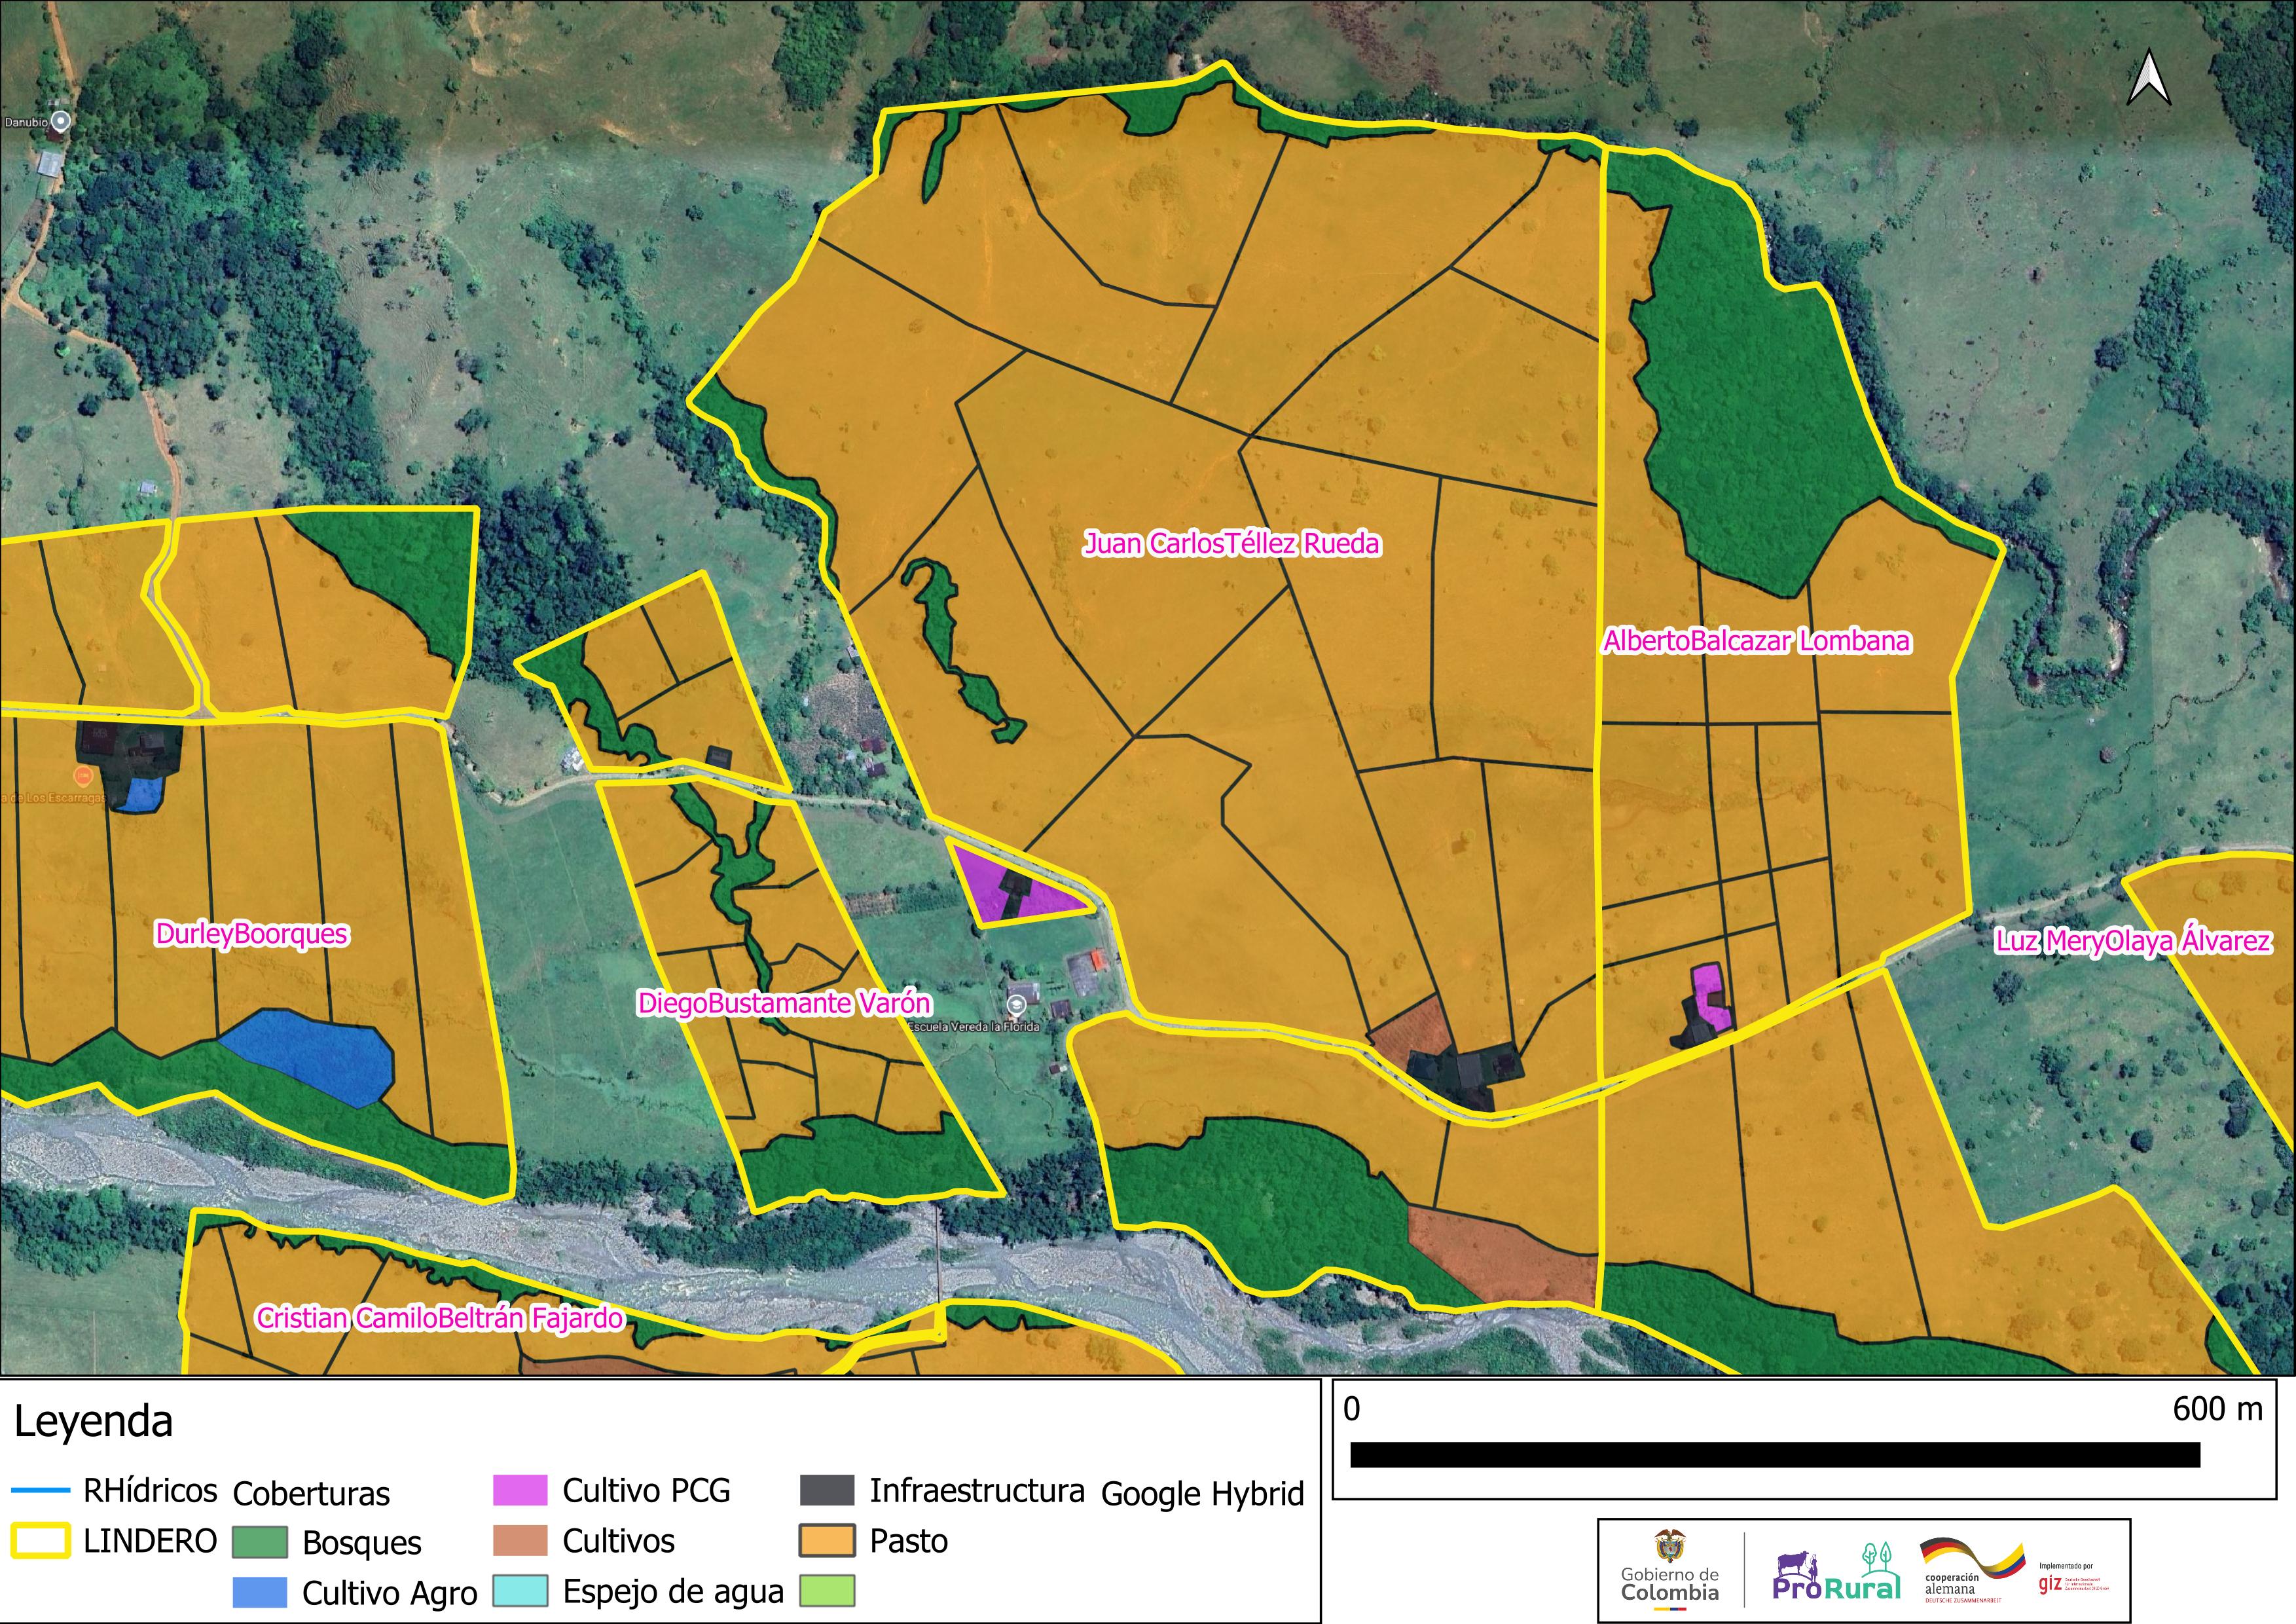 Danubio
Juan CarlosTéllez Rueda
AlbertoBalcazar Lombana
a de Los Escarragas
DurleyBoorques
Luz MeryOlaya Álvarez
DiegoBustamante Varón
Escuela Vereda la Florida
Cristian CamiloBeltrán Fajardo
Leyenda
RHídricos
LINDERO
Coberturas
Bosques
Cultivo Agro
Cultivo PCG
Cultivos
Espejo de agua
Infraestructura
Pasto
Google Hybrid
0 600 m
Gobierno de
Colombia
ProRural
cooperación
alemana
DEUTSCHE ZUSAMMENARBEIT
Implementado por
giz